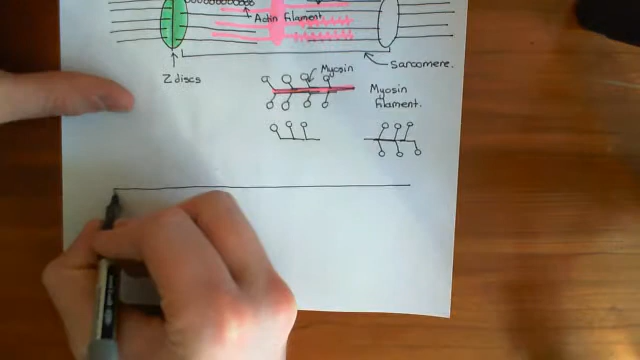 Actin Filament
Sarcomere.
Z discs
Myosin
Myosin
Filament.